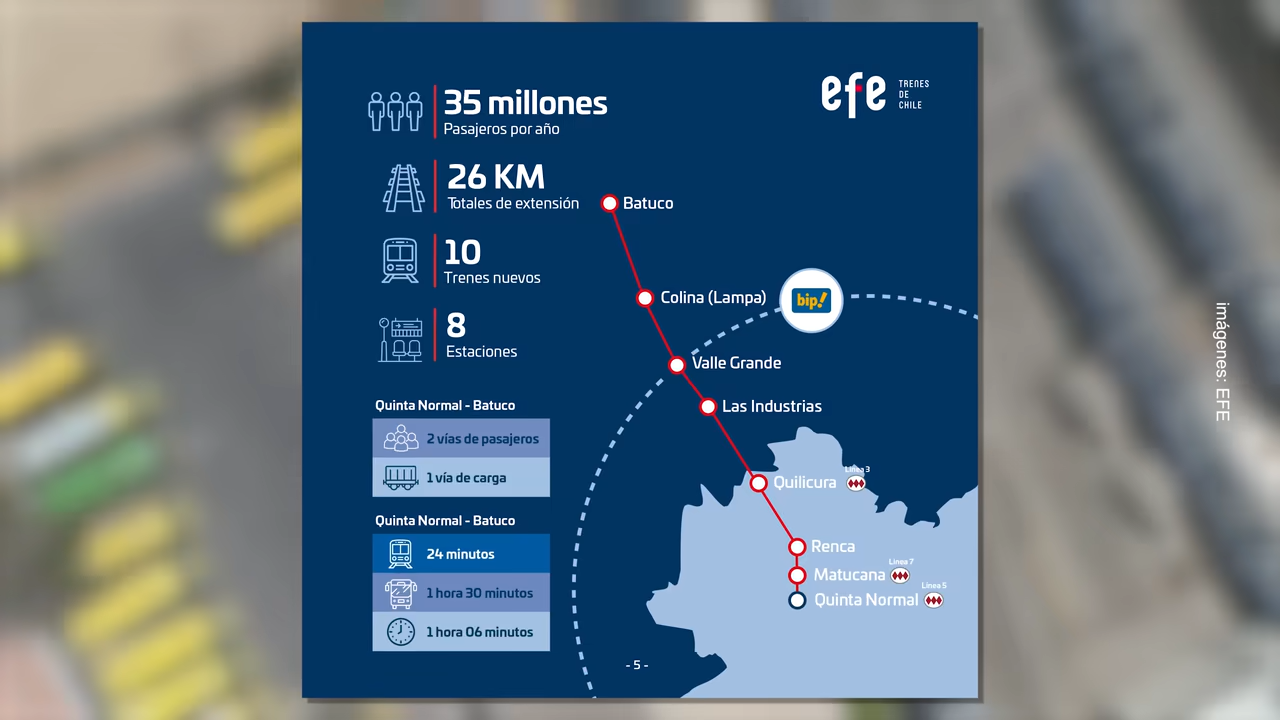 35 millones
Pasajeros por año
efe
TRENES
DE
CHILE
26 KM
Totales de extensión
Batuco
10
Trenes nuevos
Colina (Lampa)
bip!
8
Estaciones
Valle Grande
Las Industrias
Quinta Normal - Batuco
2 vías de pasajeros
1 vía de carga
Línea 3
Quilicura
Quinta Normal - Batuco
24 minutos
1 hora 30 minutos
1 hora 06 minutos
Renca
Línea 7
Matucana
Línea 5
Quinta Normal
- 5 -
imágenes: EFE